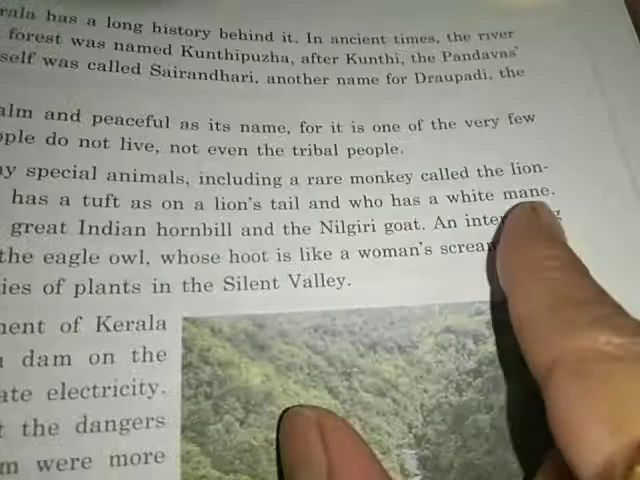 rala has a long history behind it. In ancient times, the river
forest was named Kunthipuzha, after Kunthi, the Pandavas'
self was called Sairandhari, another name for Draupadi, the
alm and peaceful as its name, for it is one of the very few
ople do not live, not even the tribal people.
ny special animals, including a rare monkey called the lion-
has a tuft as on a lion's tail and who has a white mane.
great Indian hornbill and the Nilgiri goat. An
the eagle owl, whose hoot is like a woman's
ies of plants in the Silent Valley.
ment of Kerala
dam on the
ate electricity.
t the dangers
m were more